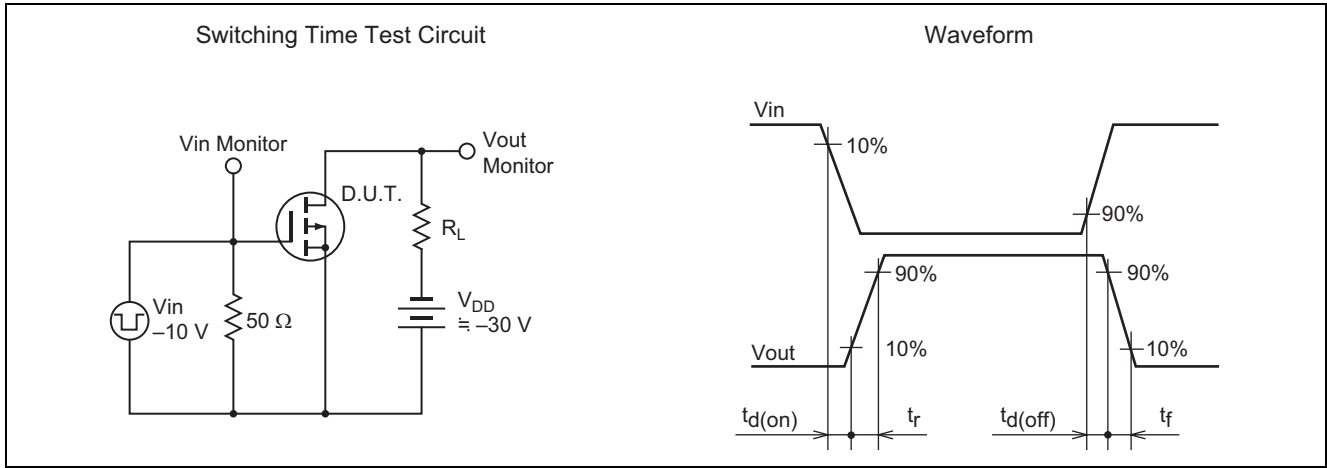 Switching Time Test Circuit
Vin Monitor
Vout
Monitor
D.U.T.
RL
Vin
–10 V
50 Ω
VDD
≒ –30 V
Waveform
Vin
10%
90%
90%
90%
Vout
10%
10%
td(on)
tr
td(off)
tf